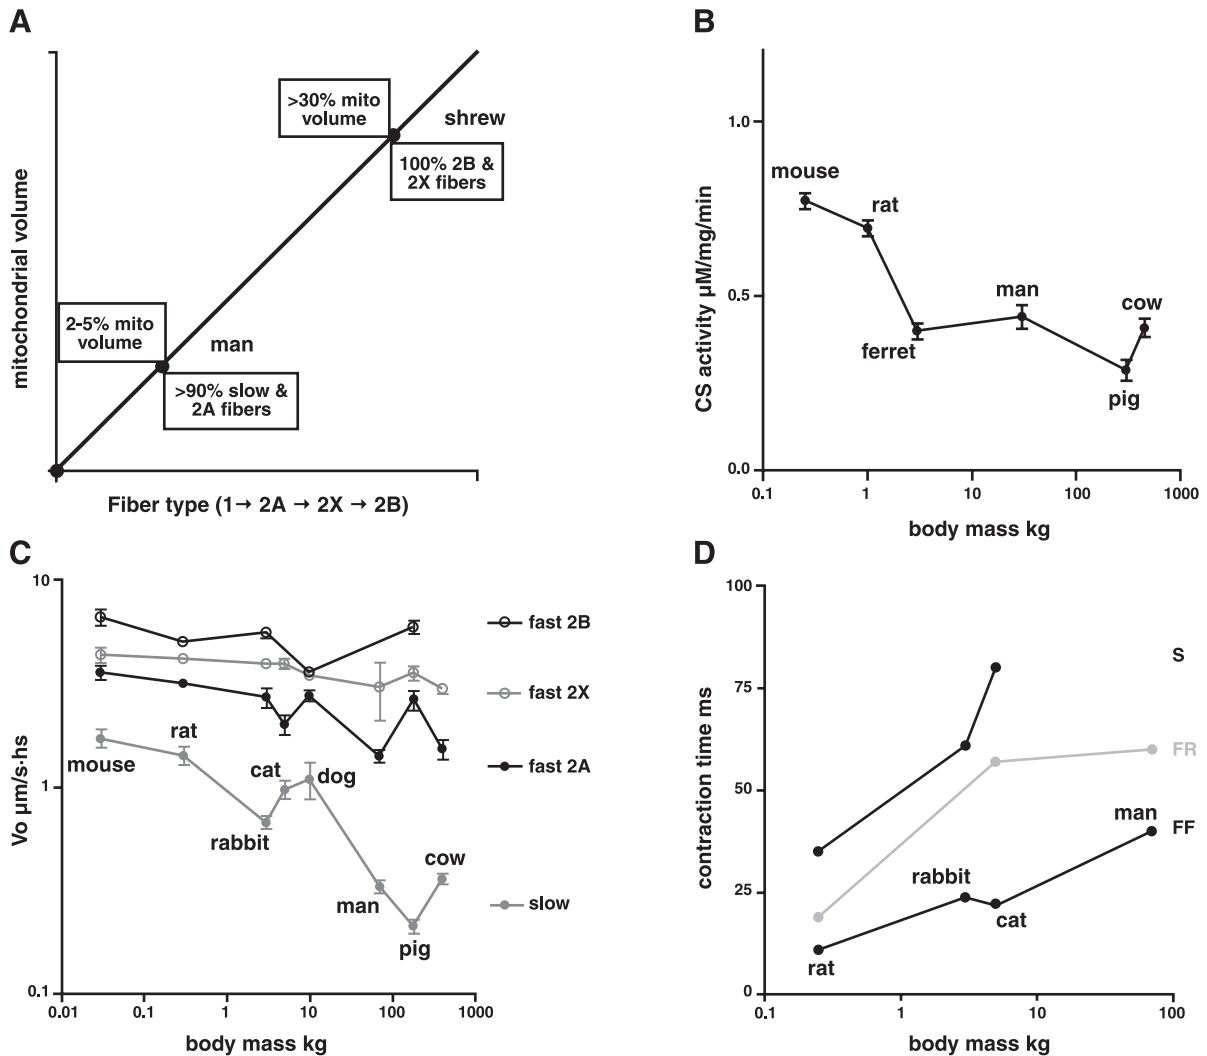 A
mitochondrial volume
>30% mito
volume
shrew
100% 2B &
2X fibers
2-5% mito
volume
man
>90% slow &
2A fibers
Fiber type (1→ 2A → 2X → 2B)
B
CS activity µM/mg/min
1.0
0.5
0.0
mouse
rat
ferret
man
cow
pig
0.1
1
10
100
1000
body mass kg
C
Vo µm/s·hs
10
1
0.1
fast 2B
fast 2X
fast 2A
slow
mouse
rat
rabbit
cat
dog
man
cow
pig
0.01
0.1
1
10
100
1000
body mass kg
D
contraction time ms
100
75
50
25
0
S
FR
FF
man
rabbit
cat
rat
0.1
1
10
100
body mass kg